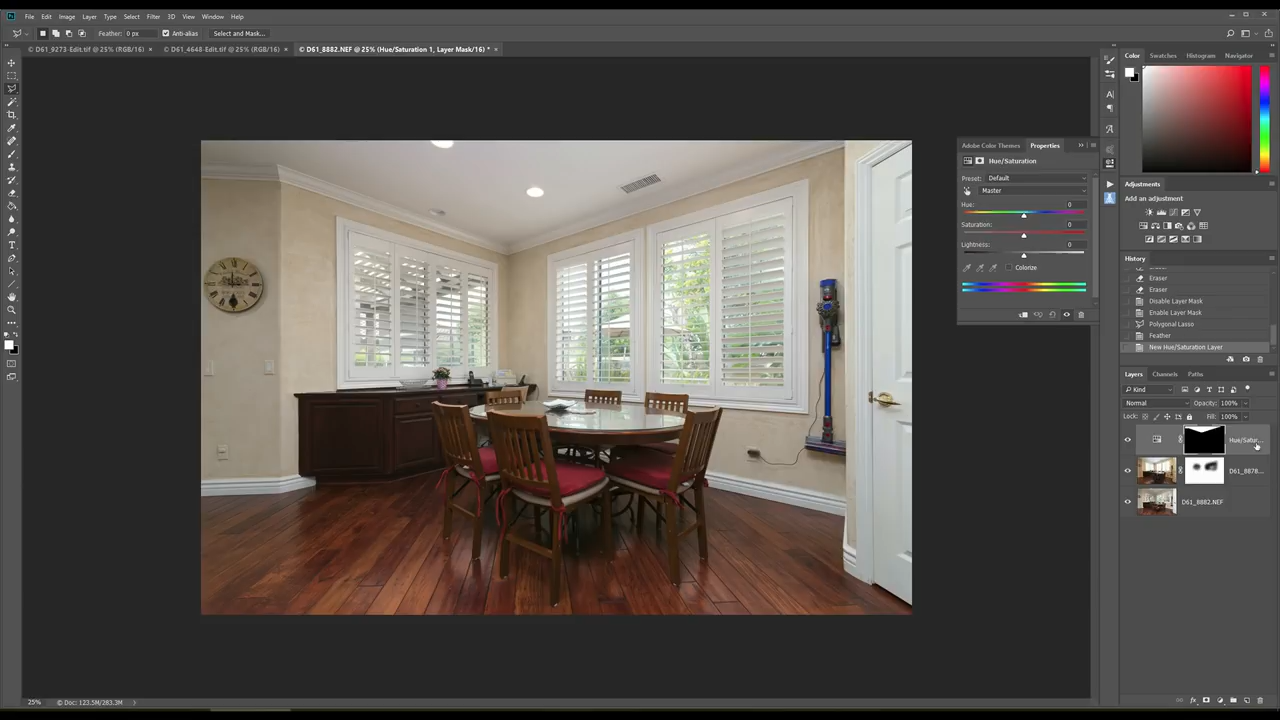 File Edit Image Layer Type Select Filter 3D View Window Help
Feather: 0 px Anti-alias Select and Mask...
D61_9273-Edit.tif @ 25% (RGB/16) × D61_4648-Edit.tif @ 25% (RGB/16) × D61_8882.NEF @ 25% (Hue/Saturation 1, Layer Mask/16) * ×
Color Swatches Histogram Navigator
Adobe Color Themes Properties
Hue/Saturation
Preset: Default
Master
Hue: 0
Saturation: 0
Lightness: 0
Colorize
Adjustments
Add an adjustment
History
Eraser
Eraser
Disable Layer Mask
Enable Layer Mask
Polygonal Lasso
Feather
New Hue/Saturation Layer
Layers Channels Paths
Kind
Normal Opacity: 100%
Lock: Fill: 100%
Hue/Satur...
D61_8878...
D61_8882.NEF
25% Doc: 123.5M/283.3M